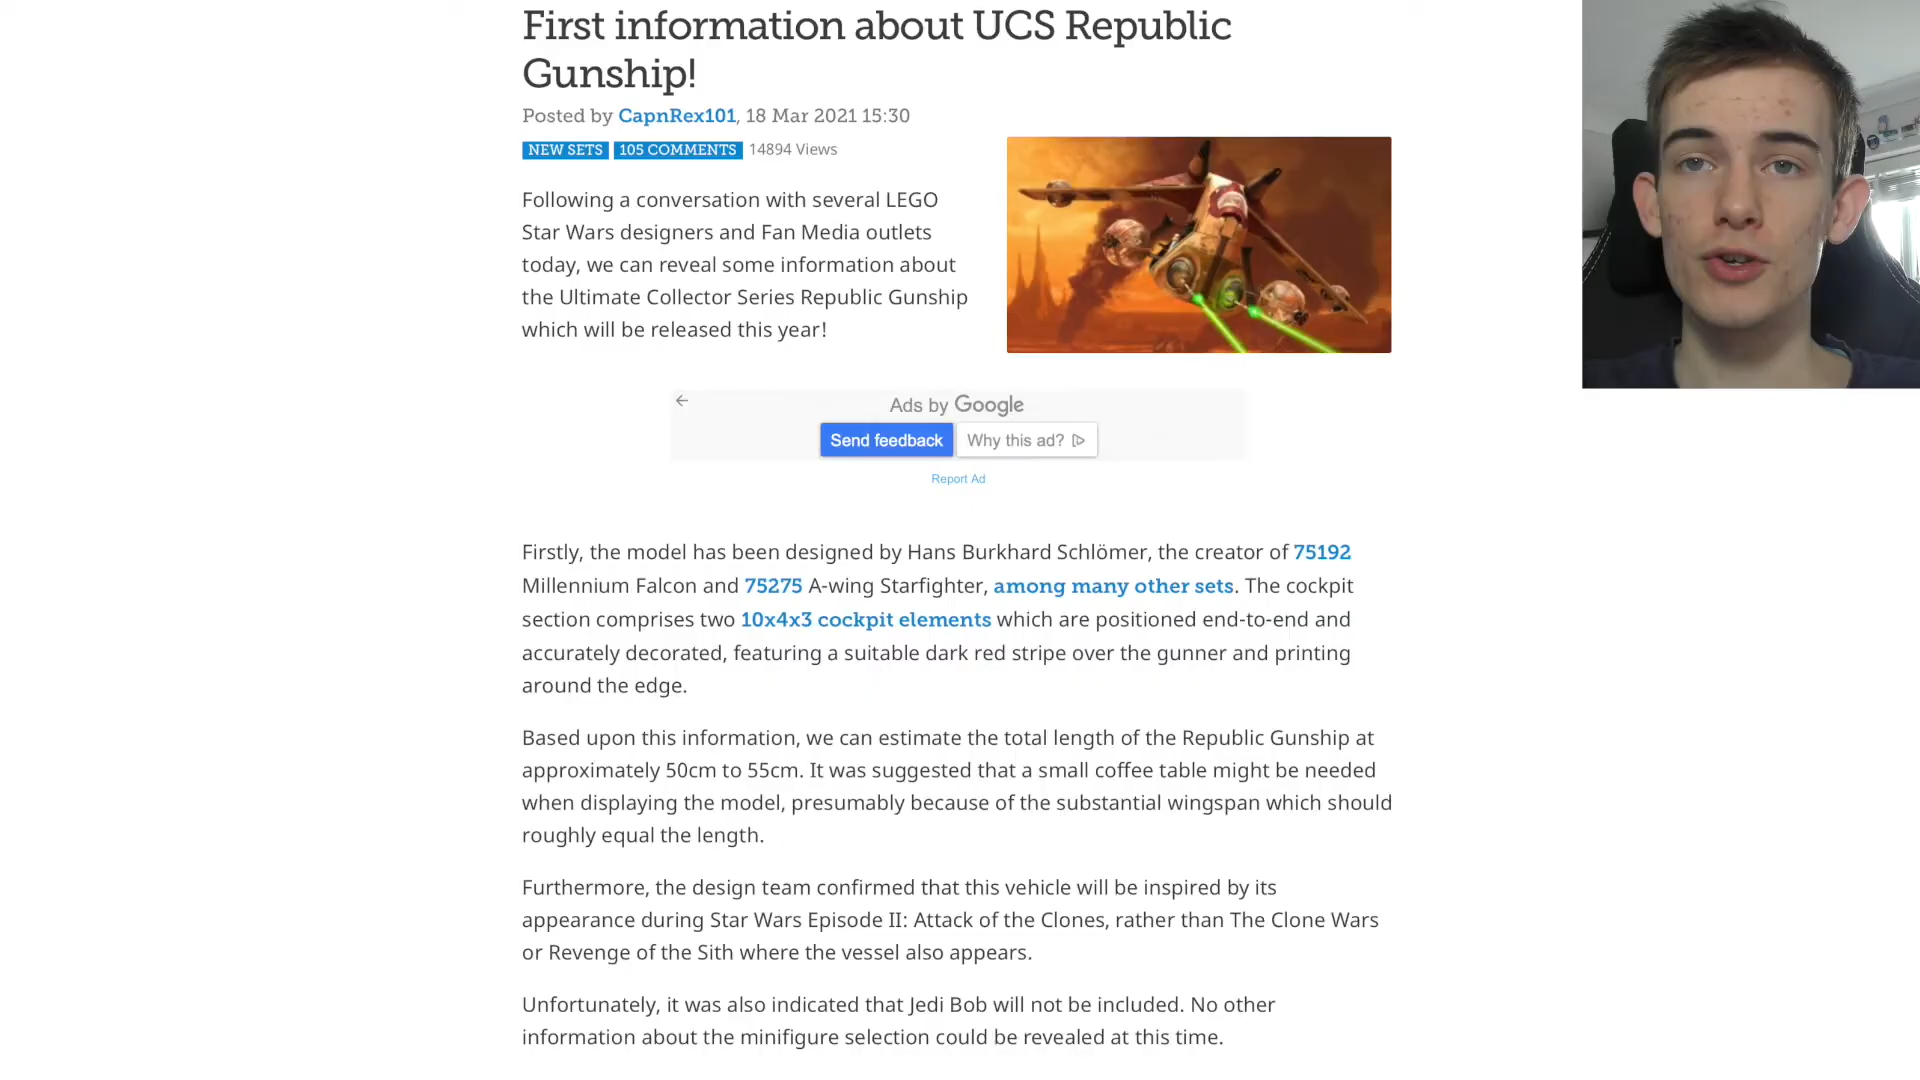 First information about UCS Republic
Gunship!
Posted by CapnRex101, 18 Mar 2021 15:30
NEW SETS 105 COMMENTS 14894 Views
Following a conversation with several LEGO
Star Wars designers and Fan Media outlets
today, we can reveal some information about
the Ultimate Collector Series Republic Gunship
which will be released this year!
Ads by Google
Send feedback Why this ad?
Report Ad
Firstly, the model has been designed by Hans Burkhard Schlömer, the creator of 75192
Millennium Falcon and 75275 A-wing Starfighter, among many other sets. The cockpit
section comprises two 10x4x3 cockpit elements which are positioned end-to-end and
accurately decorated, featuring a suitable dark red stripe over the gunner and printing
around the edge.
Based upon this information, we can estimate the total length of the Republic Gunship at
approximately 50cm to 55cm. It was suggested that a small coffee table might be needed
when displaying the model, presumably because of the substantial wingspan which should
roughly equal the length.
Furthermore, the design team confirmed that this vehicle will be inspired by its
appearance during Star Wars Episode II: Attack of the Clones, rather than The Clone Wars
or Revenge of the Sith where the vessel also appears.
Unfortunately, it was also indicated that Jedi Bob will not be included. No other
information about the minifigure selection could be revealed at this time.